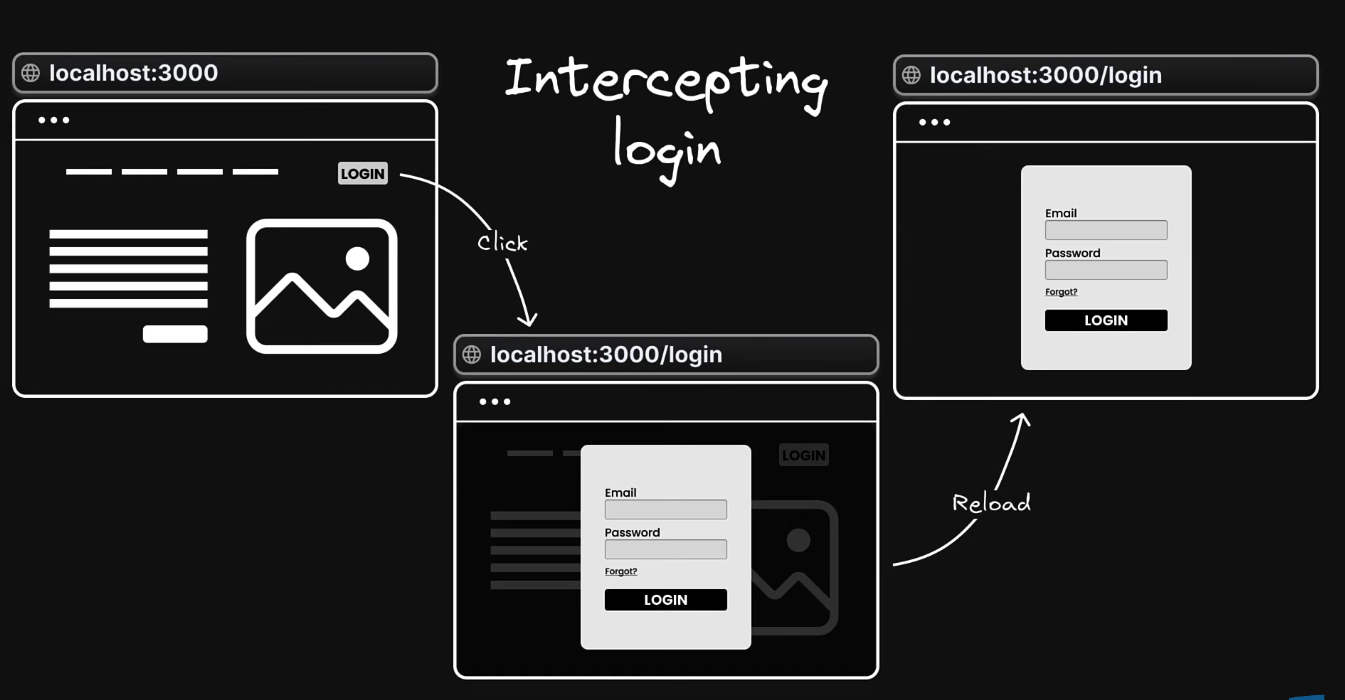 localhost:3000
LOGIN
Intercepting
login
Click
localhost:3000/login
LOGIN
Email
Password
Forgot?
LOGIN
Reload
localhost:3000/login
Email
Password
Forgot?
LOGIN